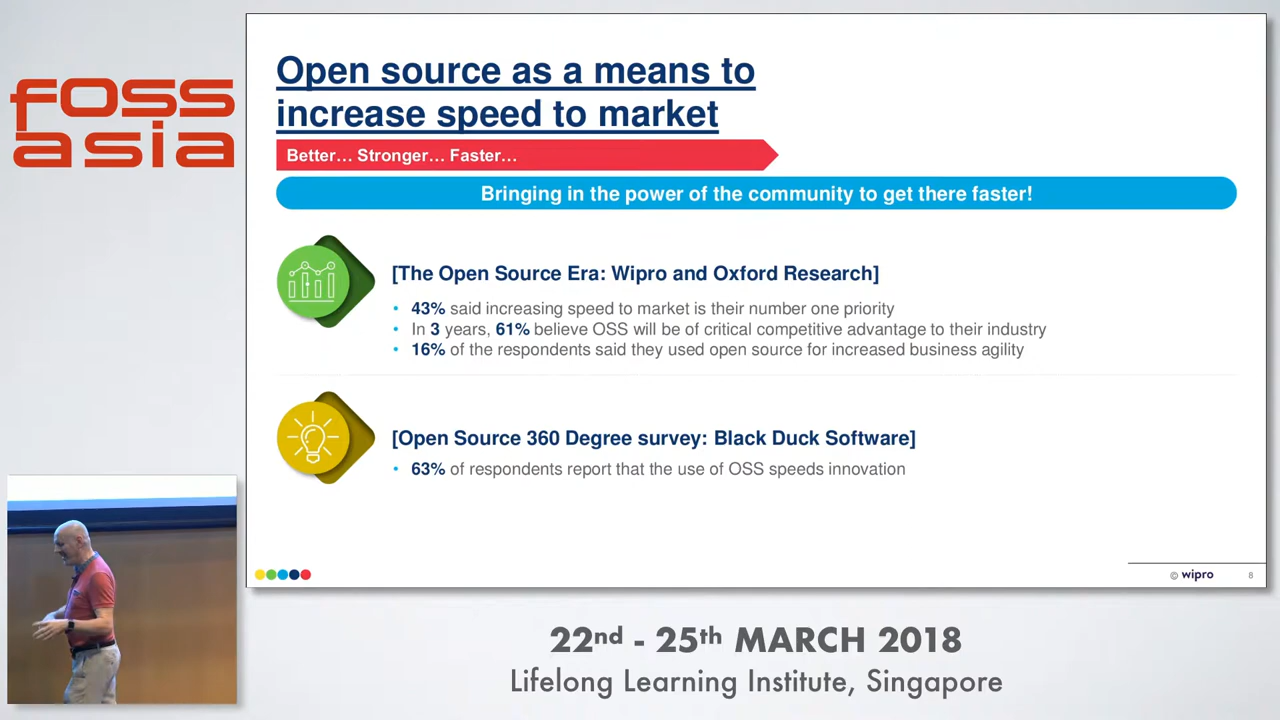 foss
asia
Open source as a means to
increase speed to market
Better… Stronger… Faster…
Bringing in the power of the community to get there faster!
[The Open Source Era: Wipro and Oxford Research]
• 43% said increasing speed to market is their number one priority
• In 3 years, 61% believe OSS will be of critical competitive advantage to their industry
• 16% of the respondents said they used open source for increased business agility
[Open Source 360 Degree survey: Black Duck Software]
• 63% of respondents report that the use of OSS speeds innovation
© wipro 8
22nd - 25th MARCH 2018
Lifelong Learning Institute, Singapore